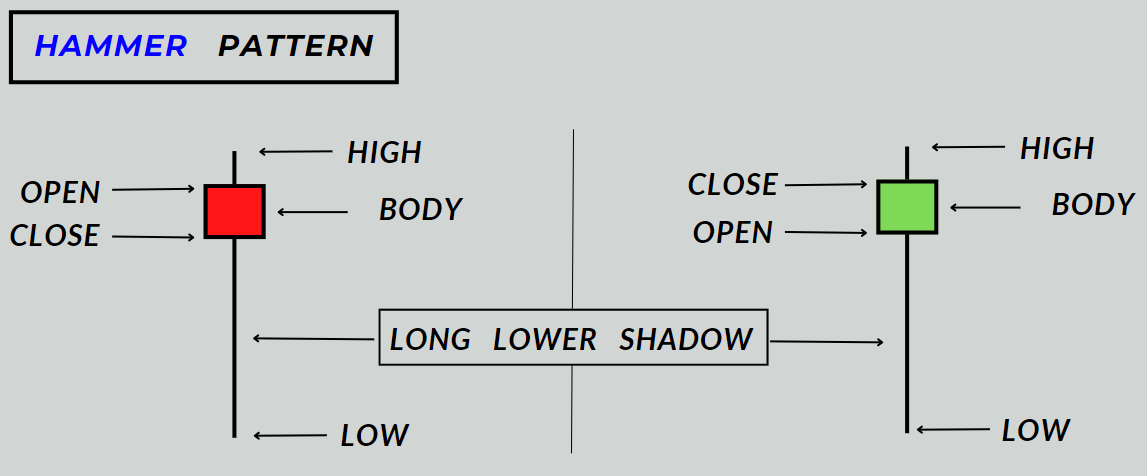 HAMMER PATTERN
HIGH
OPEN
BODY
CLOSE
LOW
HIGH
CLOSE
BODY
OPEN
LONG LOWER SHADOW
LOW